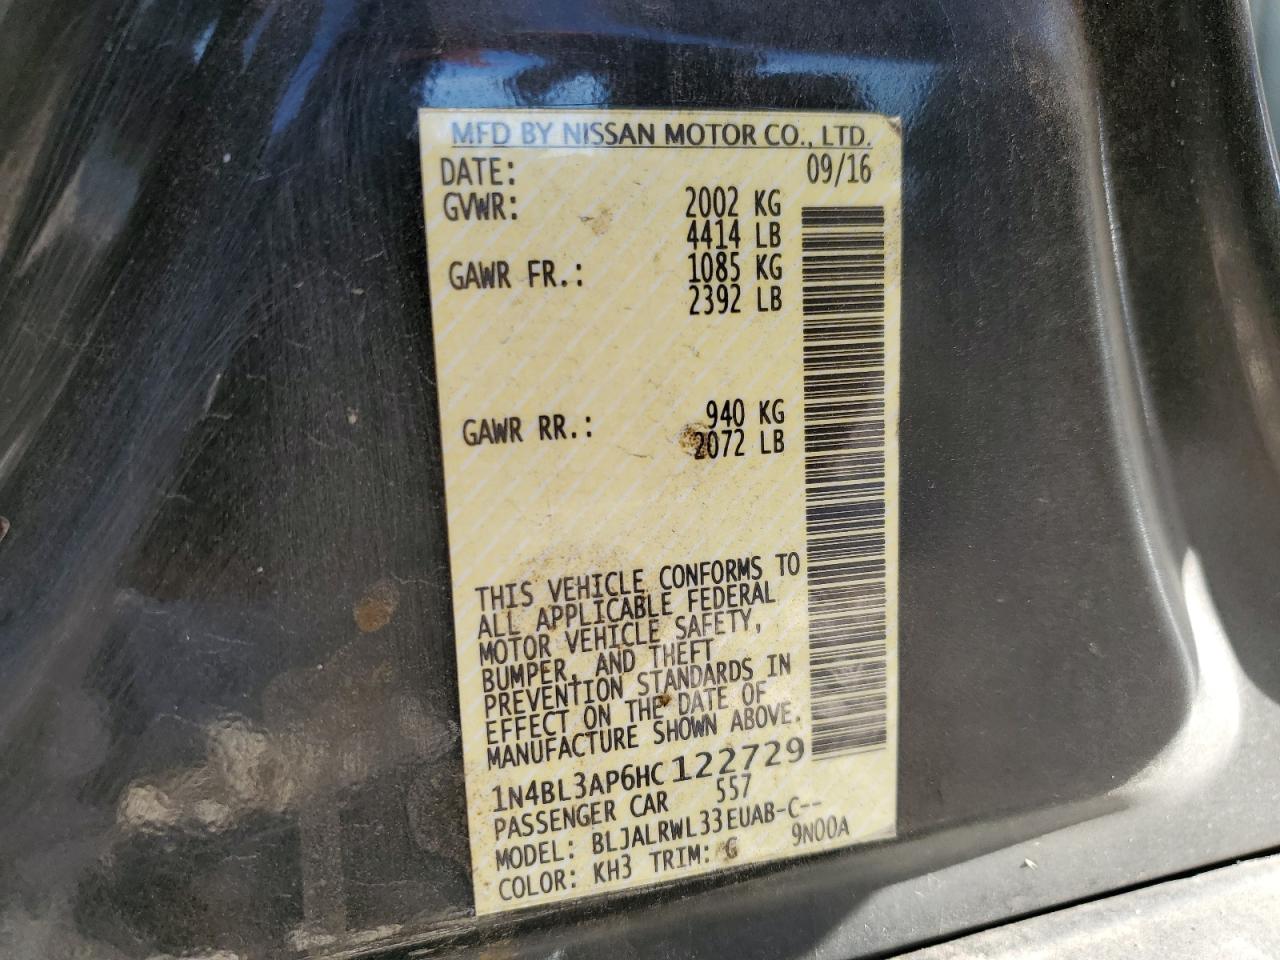 MFD BY NISSAN MOTOR CO., LTD.
DATE: 09/16
GVWR: 2002 KG
4414 LB
GAWR FR.: 1085 KG
2392 LB
GAWR RR.: 940 KG
2072 LB
THIS VEHICLE CONFORMS TO
ALL APPLICABLE FEDERAL
MOTOR VEHICLE SAFETY,
BUMPER, AND THEFT
PREVENTION STANDARDS IN
EFFECT ON THE DATE OF
MANUFACTURE SHOWN ABOVE.
1N4BL3AP6HC122729
PASSENGER CAR 557
MODEL: BLJALRWL33EUAB-C--
COLOR: KH3 TRIM: G 9N00A